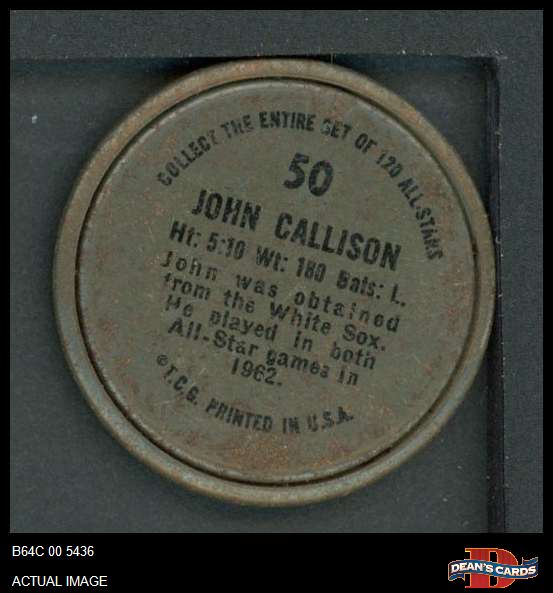 COLLECT THE ENTIRE SET OF 120 ALL-STARS
50
JOHN CALLISON
Ht: 5:10 Wt: 180 Bats: L.
John was obtained
from the White Sox.
He played in both
All-Star games in
1962.
©T.C.G. PRINTED IN U.S.A.
B64C 00 5436
ACTUAL IMAGE
D
DEAN'S CARDS